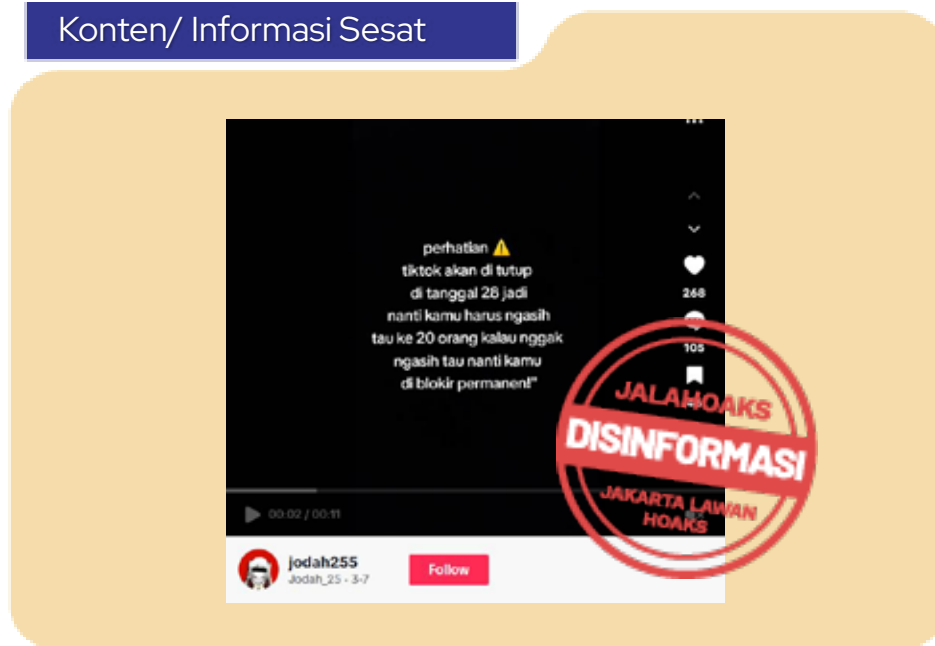 Konten/ Informasi Sesat
perhatian ⚠️
tiktok akan di tutup
di tanggal 28 jadi
nanti kamu harus ngasih
tau ke 20 orang kalau nggak
ngasih tau nanti kamu
di blokir permanen!"
268
105
JALAHOAKS
DISINFORMASI
JAKARTA LAWAN
HOAKS
00:02 / 00:11
jodah255
Jodah_25 · 3-7
Follow